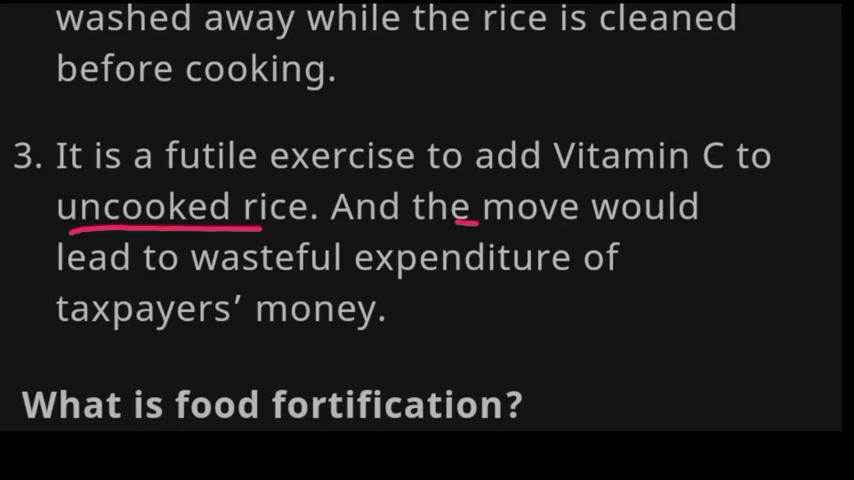 washed away while the rice is cleaned
before cooking.
3. It is a futile exercise to add Vitamin C to
uncooked rice. And the move would
lead to wasteful expenditure of
taxpayers’ money.
What is food fortification?